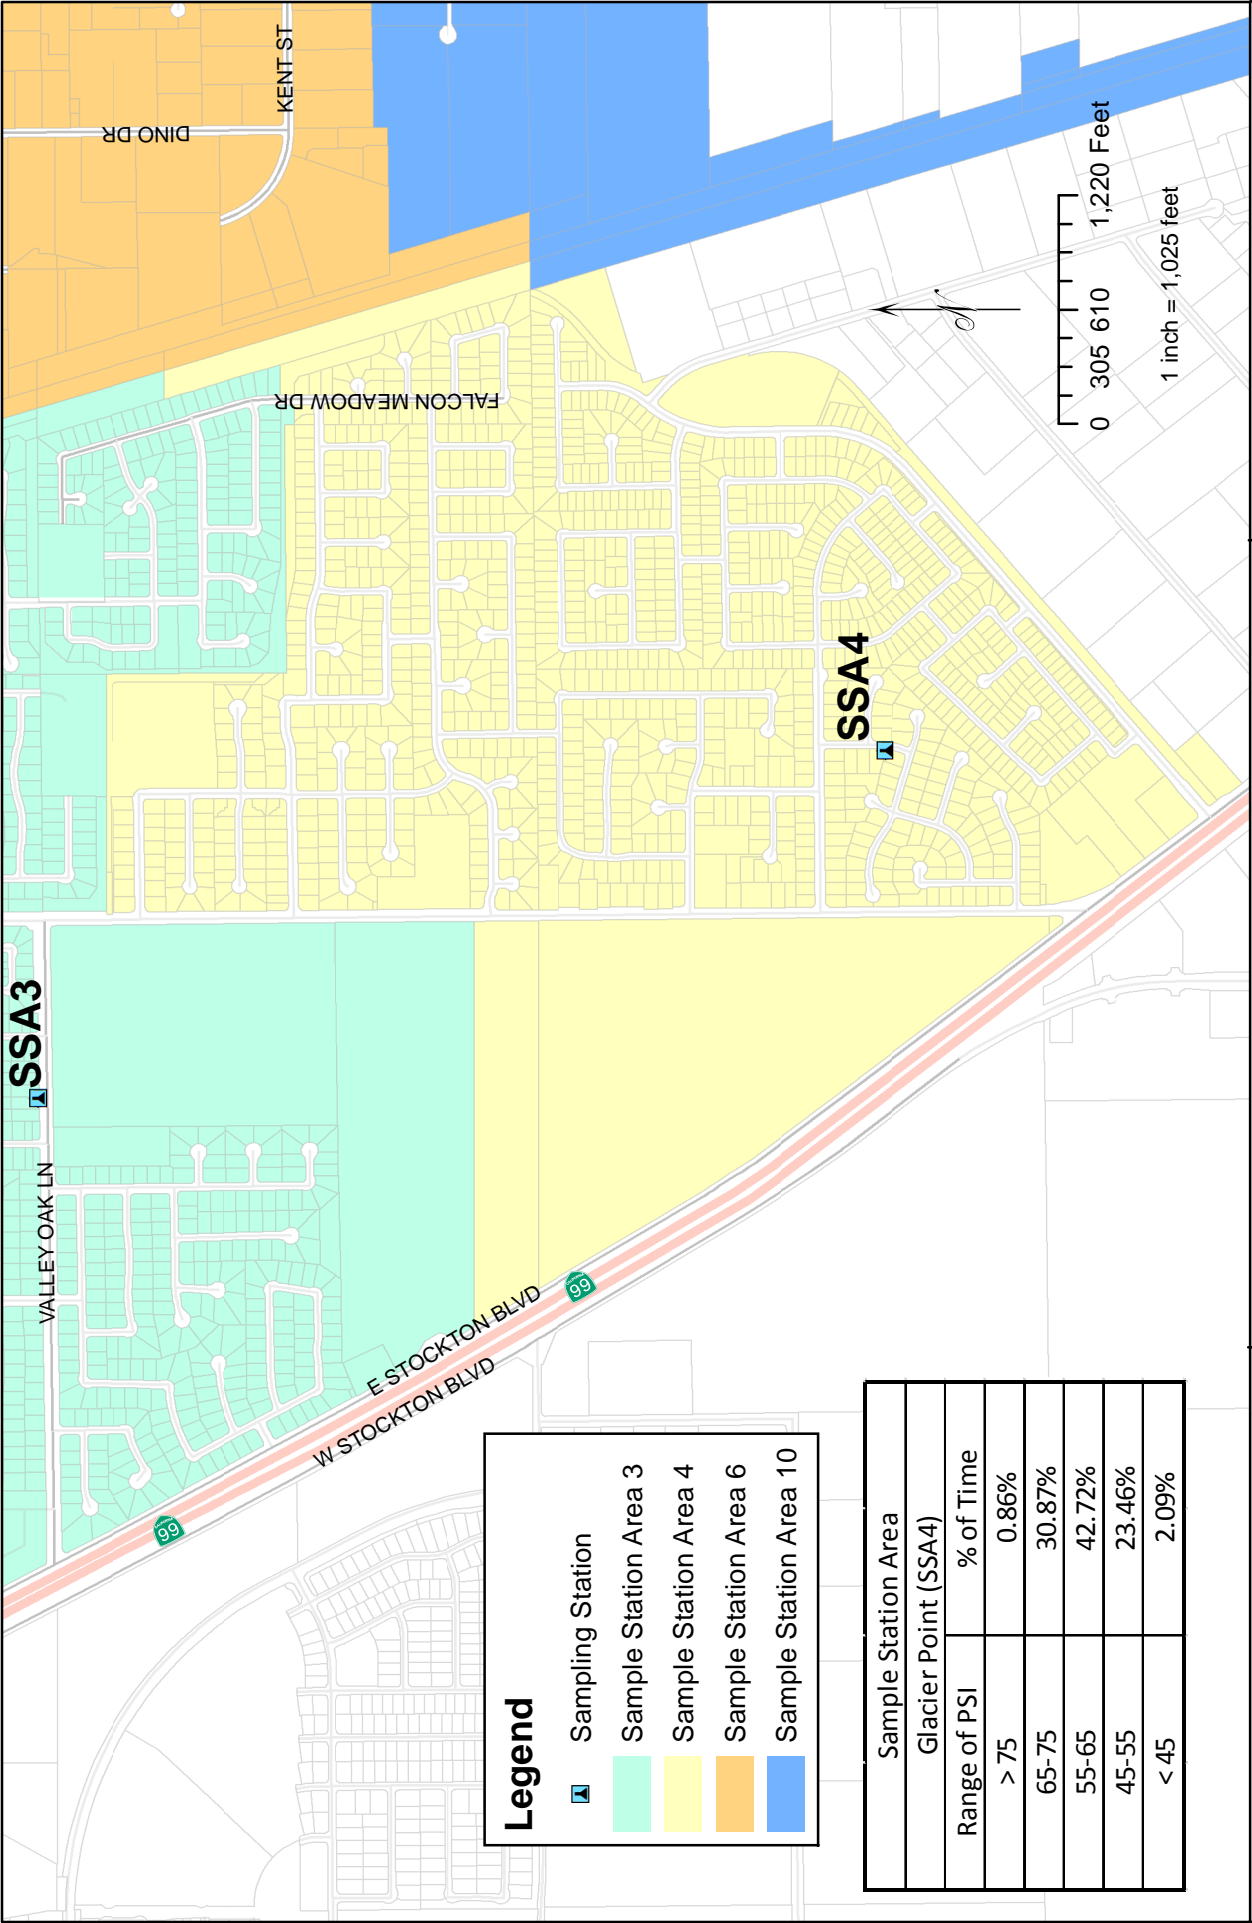 SSA3
VALLEY OAK LN
DINO DR
KENT ST
FALCON MEADOW DR
99
E STOCKTON BLVD
W STOCKTON BLVD
99
SSA4
Legend
Sampling Station
Sample Station Area 3
Sample Station Area 4
Sample Station Area 6
Sample Station Area 10
Sample Station Area
Glacier Point (SSA4)
Range of PSI % of Time
> 75 0.86%
65-75 30.87%
55-65 42.72%
45-55 23.46%
< 45 2.09%
N
0 305 610 1,220 Feet
1 inch = 1,025 feet